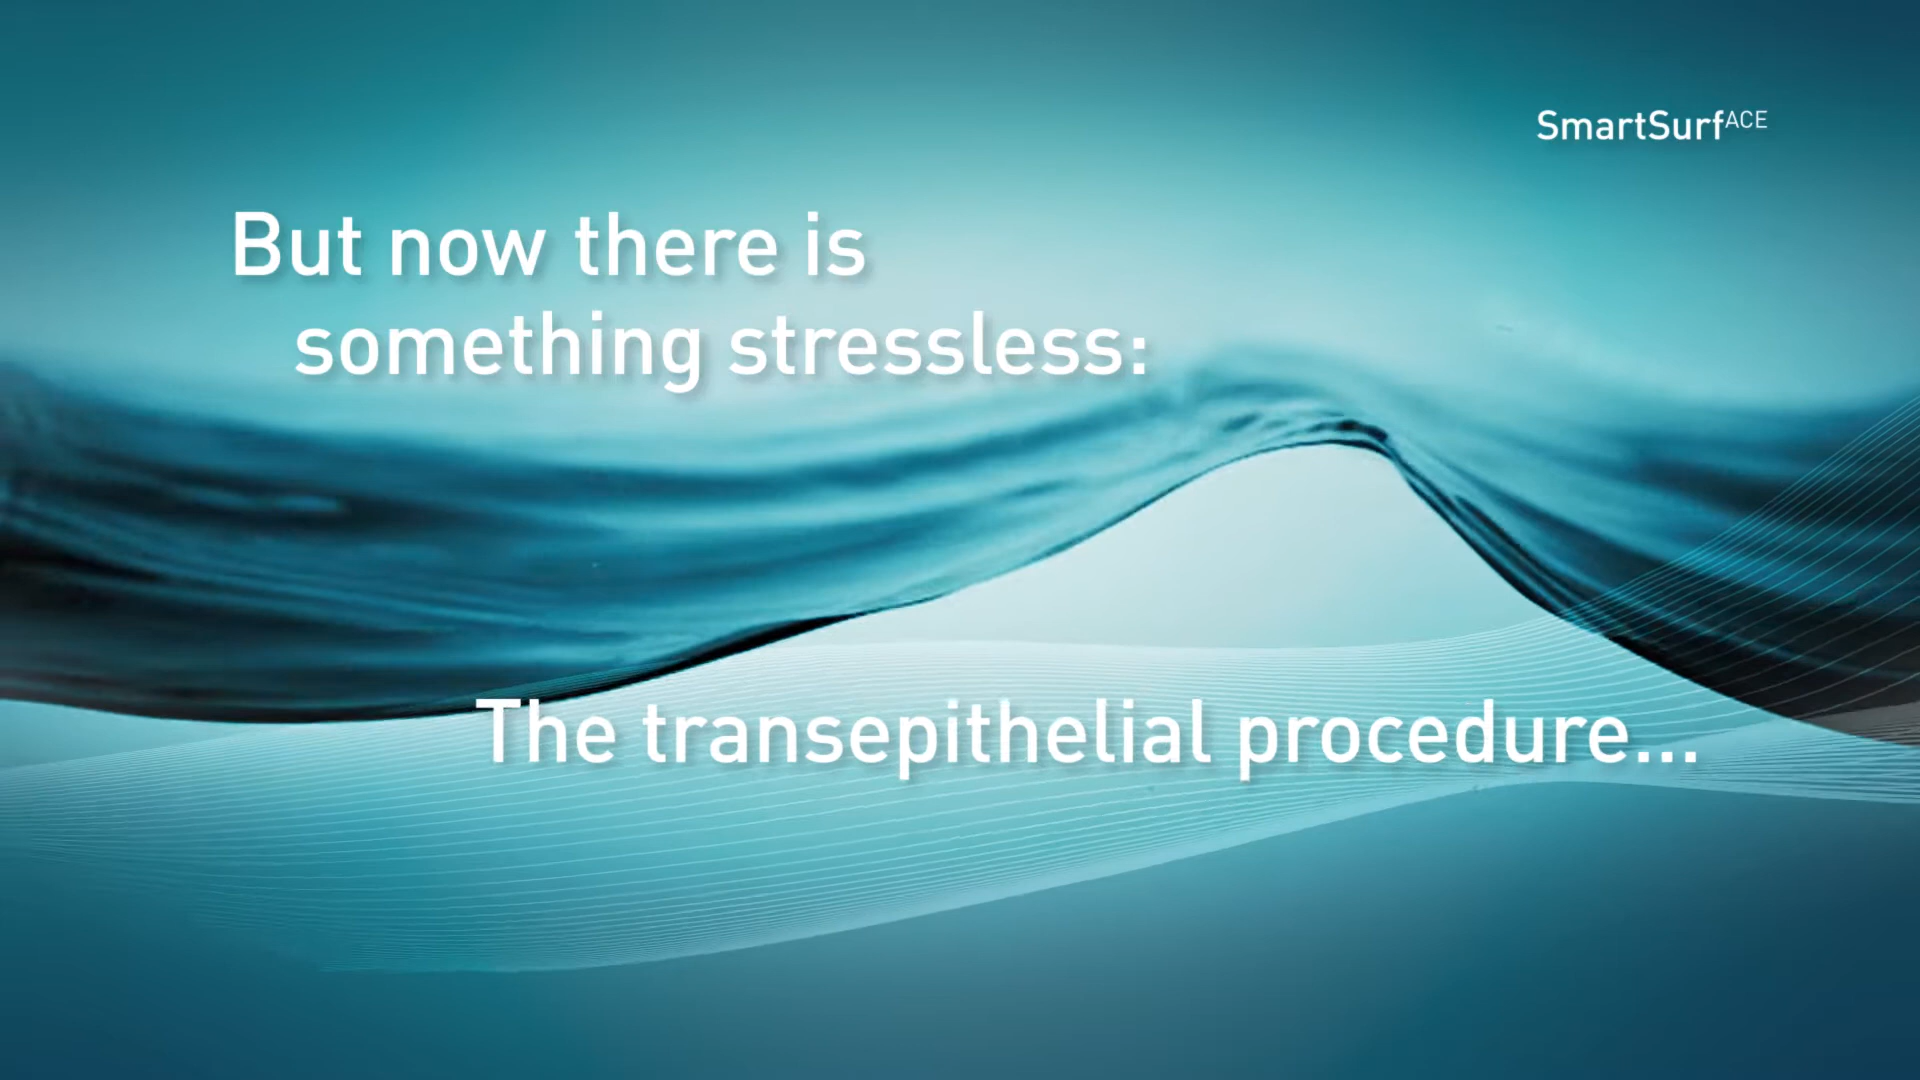 SmartSurfACE
But now there is
something stressless:
The transepithelial procedure...